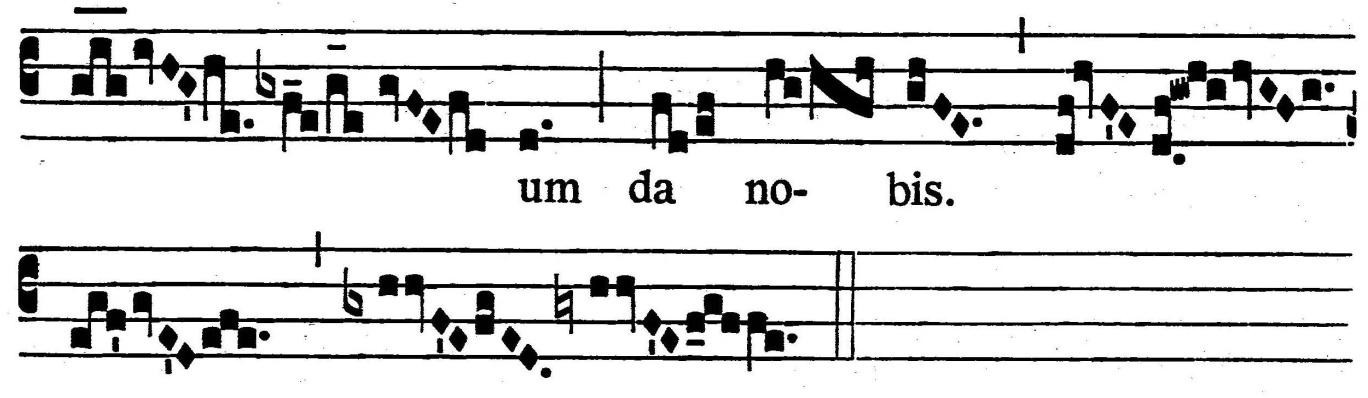 um da no- bis.